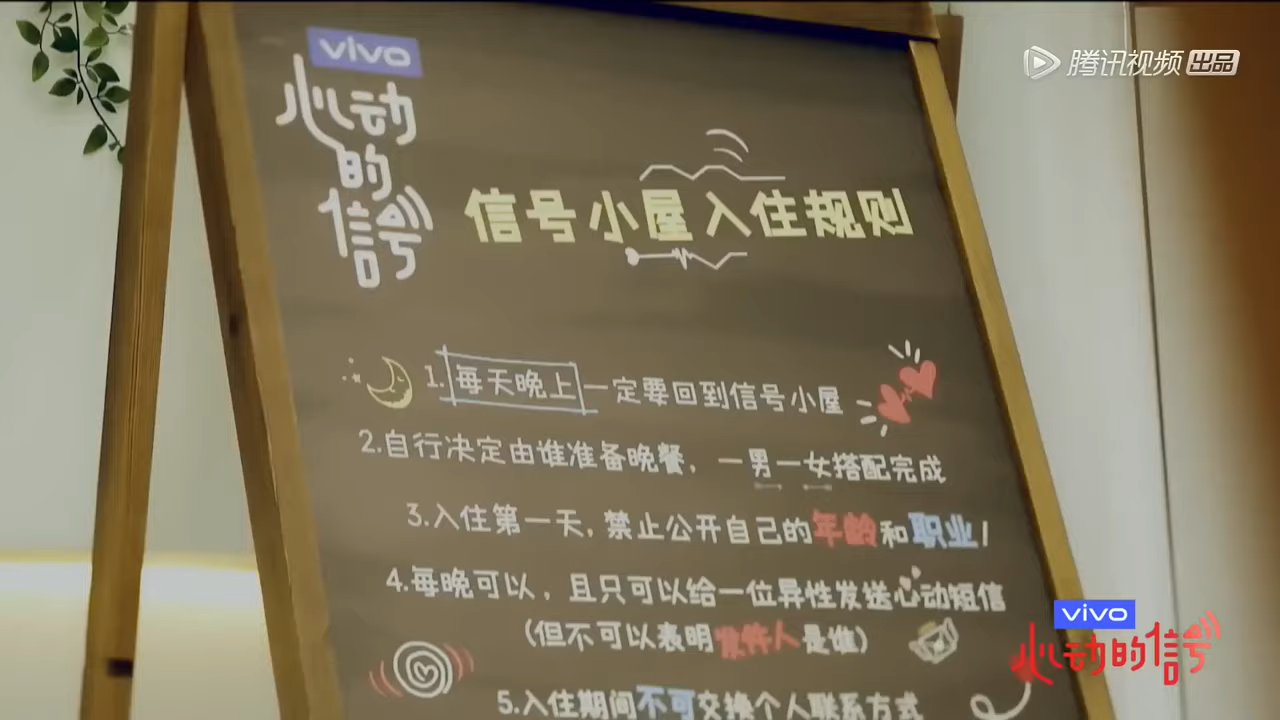 vivo
心动
的
信号
腾讯视频 出品
信号小屋入住规则
1.每天晚上一定要回到信号小屋
2.自行决定由谁准备晚餐，一男一女搭配完成
3.入住第一天，禁止公开自己的年龄和职业！
4.每晚可以，且只可以给一位异性发送心动短信
（但不可以表明发件人是谁）
5.入住期间不可交换个人联系方式
vivo
心动的信号